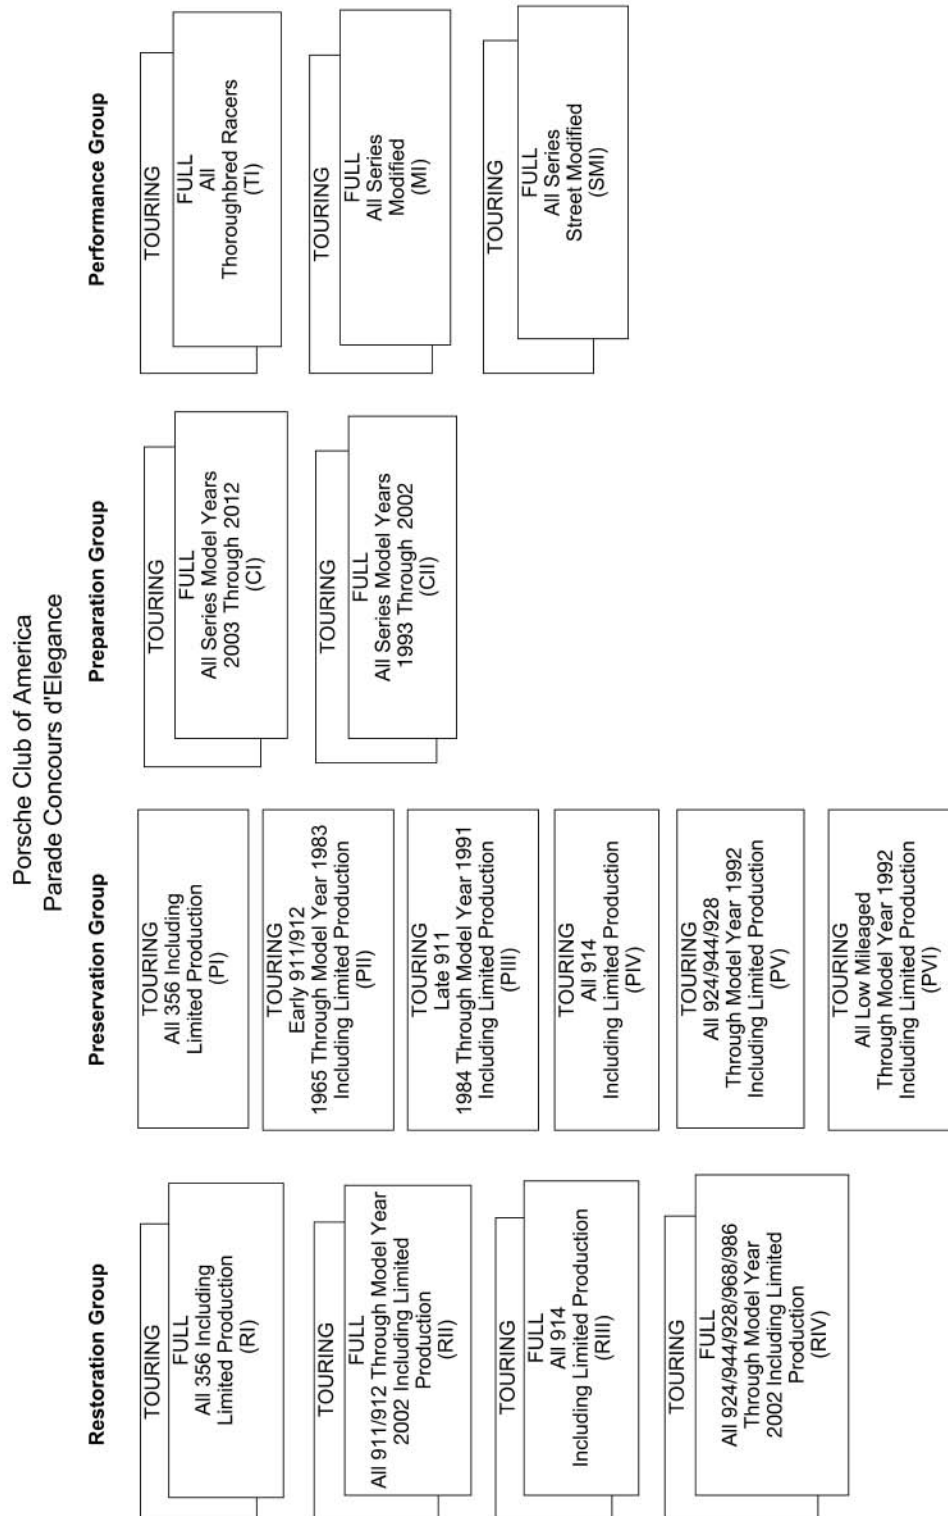 Porsche Club of America
Parade Concours d'Elegance
Restoration Group
TOURING
FULL
All 356 Including
Limited Production
(RI)
TOURING
FULL
All 911/912 Through Model Year
2002 Including Limited
Production
(RII)
TOURING
FULL
All 914
Including Limited Production
(RIII)
TOURING
FULL
All 924/944/928/968/986
Through Model Year
2002 Including Limited
Production
(RIV)
Preservation Group
TOURING
All 356 Including
Limited Production
(PI)
TOURING
Early 911/912
1965 Through Model Year 1983
Including Limited Production
(PII)
TOURING
Late 911
1984 Through Model Year 1991
Including Limited Production
(PIII)
TOURING
All 914
Including Limited Production
(PIV)
TOURING
All 924/944/928
Through Model Year 1992
Including Limited Production
(PV)
TOURING
All Low Mileaged
Through Model Year 1992
Including Limited Production
(PVI)
Preparation Group
TOURING
FULL
All Series Model Years
2003 Through 2012
(CI)
TOURING
FULL
All Series Model Years
1993 Through 2002
(CII)
Performance Group
TOURING
FULL
All
Thoroughbred Racers
(TI)
TOURING
FULL
All Series
Modified
(MI)
TOURING
FULL
All Series
Street Modified
(SMI)